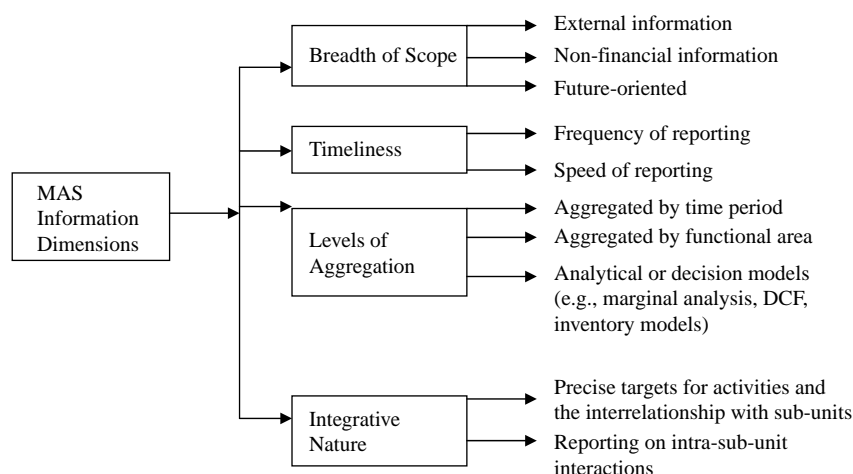 External information
Breadth of Scope
Non-financial information
Future-oriented
Frequency of reporting
Timeliness
Speed of reporting
MAS
Information
Dimensions
Aggregated by time period
Levels of
Aggregation
Aggregated by functional area
Analytical or decision models
(e.g., marginal analysis, DCF,
inventory models)
Integrative
Nature
Precise targets for activities and
the interrelationship with sub-units
Reporting on intra-sub-unit
interactions